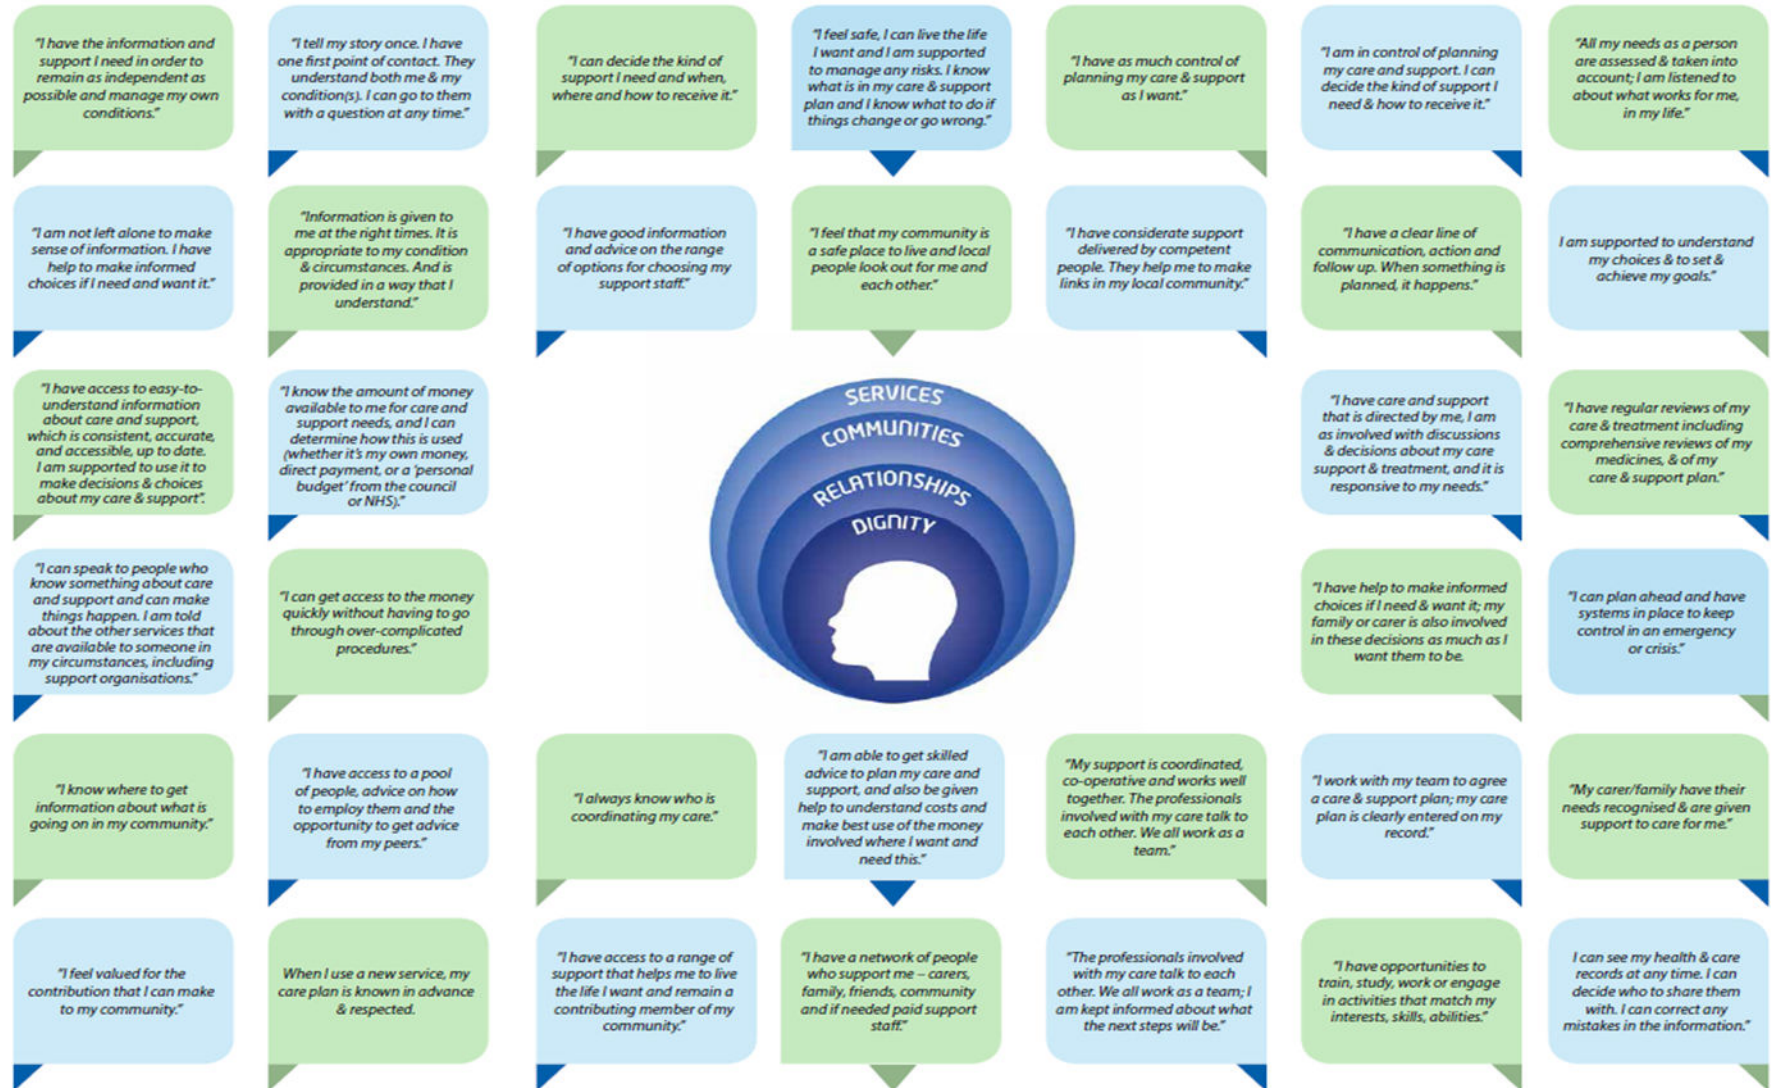 "I have the information and
support I need in order to
remain as independent as
possible and manage my own
conditions."
"I tell my story once. I have
one first point of contact. They
understand both me & my
condition(s). I can go to them
with a question at any time."
"I can decide the kind of
support I need and when,
where and how to receive it."
"I feel safe, I can live the life
I want and I am supported
to manage any risks. I know
what is in my care & support
plan and I know what to do if
things change or go wrong."
"I have as much control of
planning my care & support
as I want."
"I am in control of planning
my care and support. I can
decide the kind of support I
need & how to receive it."
"All my needs as a person
are assessed & taken into
account; I am listened to
about what works for me,
in my life."
"I am not left alone to make
sense of information. I have
help to make informed
choices if I need and want it."
"Information is given to
me at the right times. It is
appropriate to my condition
& circumstances. And is
provided in a way that I
understand."
"I have good information
and advice on the range
of options for choosing my
support staff."
"I feel that my community is
a safe place to live and local
people look out for me and
each other."
"I have considerate support
delivered by competent
people. They help me to make
links in my local community."
"I have a clear line of
communication, action and
follow up. When something is
planned, it happens."
I am supported to understand
my choices & to set &
achieve my goals."
"I have access to easy-to-
understand information
about care and support,
which is consistent, accurate,
and accessible, up to date.
I am supported to use it to
make decisions & choices
about my care & support".
"I know the amount of money
available to me for care and
support needs, and I can
determine how this is used
(whether it's my own money,
direct payment, or a 'personal
budget' from the council
or NHS)."
SERVICES
COMMUNITIES
RELATIONSHIPS
DIGNITY
"I have care and support
that is directed by me, I am
as involved with discussions
& decisions about my care
support & treatment, and it is
responsive to my needs."
"I have regular reviews of my
care & treatment including
comprehensive reviews of my
medicines, & of my
care & support plan."
"I can speak to people who
know something about care
and support and can make
things happen. I am told
about the other services that
are available to someone in
my circumstances, including
support organisations."
"I can get access to the money
quickly without having to go
through over-complicated
procedures."
"I have help to make informed
choices if I need & want it; my
family or carer is also involved
in these decisions as much as I
want them to be.
"I can plan ahead and have
systems in place to keep
control in an emergency
or crisis."
"I know where to get
information about what is
going on in my community."
"I have access to a pool
of people, advice on how
to employ them and the
opportunity to get advice
from my peers."
"I always know who is
coordinating my care."
"I am able to get skilled
advice to plan my care and
support, and also be given
help to understand costs and
make best use of the money
involved where I want and
need this."
"My support is coordinated,
co-operative and works well
together. The professionals
involved with my care talk to
each other. We all work as a
team."
"I work with my team to agree
a care & support plan; my care
plan is clearly entered on my
record."
"My carer/family have their
needs recognised & are given
support to care for me."
"I feel valued for the
contribution that I can make
to my community."
When I use a new service, my
care plan is known in advance
& respected.
"I have access to a range of
support that helps me to live
the life I want and remain a
contributing member of my
community."
"I have a network of people
who support me – carers,
family, friends, community
and if needed paid support
staff."
"The professionals involved
with my care talk to each
other. We all work as a team; I
am kept informed about what
the next steps will be."
"I have opportunities to
train, study, work or engage
in activities that match my
interests, skills, abilities."
I can see my health & care
records at any time. I can
decide who to share them
with. I can correct any
mistakes in the information."